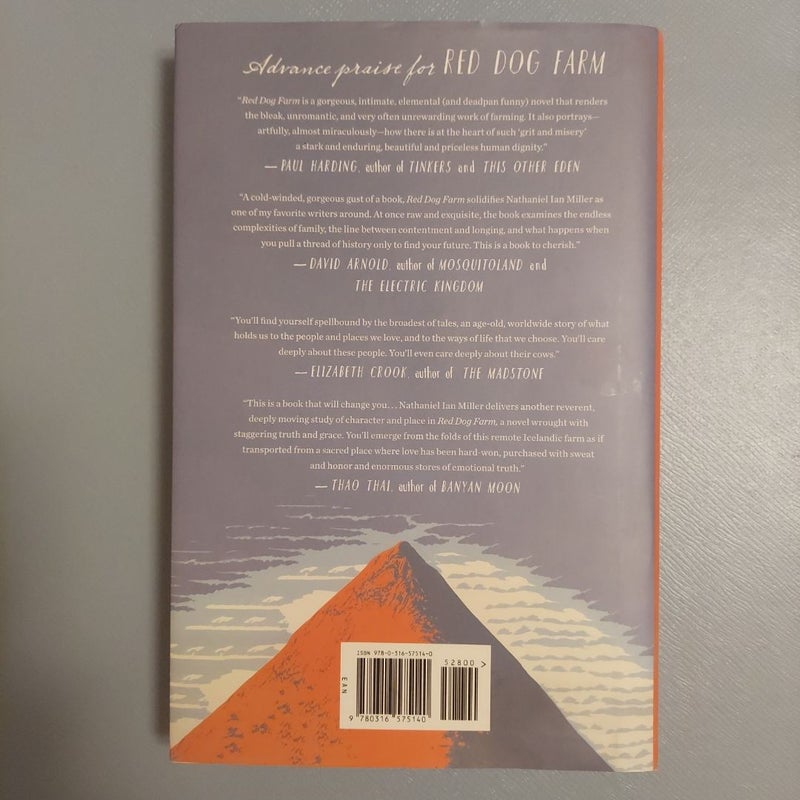 Advance praise for RED DOG FARM
“Red Dog Farm is a gorgeous, intimate, elemental (and deadpan funny) novel that renders
the bleak, unromantic, and very often unrewarding work of farming. It also portrays—
artfully, almost miraculously—how there is at the heart of such ‘grit and misery’
a stark and enduring, beautiful and priceless human dignity.”
— PAUL HARDING, author of TINKERS and THIS OTHER EDEN
“A cold-winded, gorgeous gust of a book, Red Dog Farm solidifies Nathaniel Ian Miller as
one of my favorite writers around. At once raw and exquisite, the book examines the endless
complexities of family, the line between contentment and longing, and what happens when
you pull a thread of history only to find your future. This is a book to cherish.”
— DAVID ARNOLD, author of MOSQUITOLAND and
THE ELECTRIC KINGDOM
“You’ll find yourself spellbound by the broadest of tales, an age-old, worldwide story of what
holds us to the people and places we love, and to the ways of life that we choose. You’ll care
deeply about these people. You’ll even care deeply about their cows.”
— ELIZABETH CROOK, author of THE MADSTONE
“This is a book that will change you… Nathaniel Ian Miller delivers another reverent,
deeply moving study of character and place in Red Dog Farm, a novel wrought with
staggering truth and grace. You’ll emerge from the folds of this remote Icelandic farm as if
transported from a sacred place where love has been hard-won, purchased with sweat
and honor and enormous stores of emotional truth.”
— THAO THAI, author of BANYAN MOON
ISBN 978-0-316-57514-0
52800 >
EAN
9 780316 575140